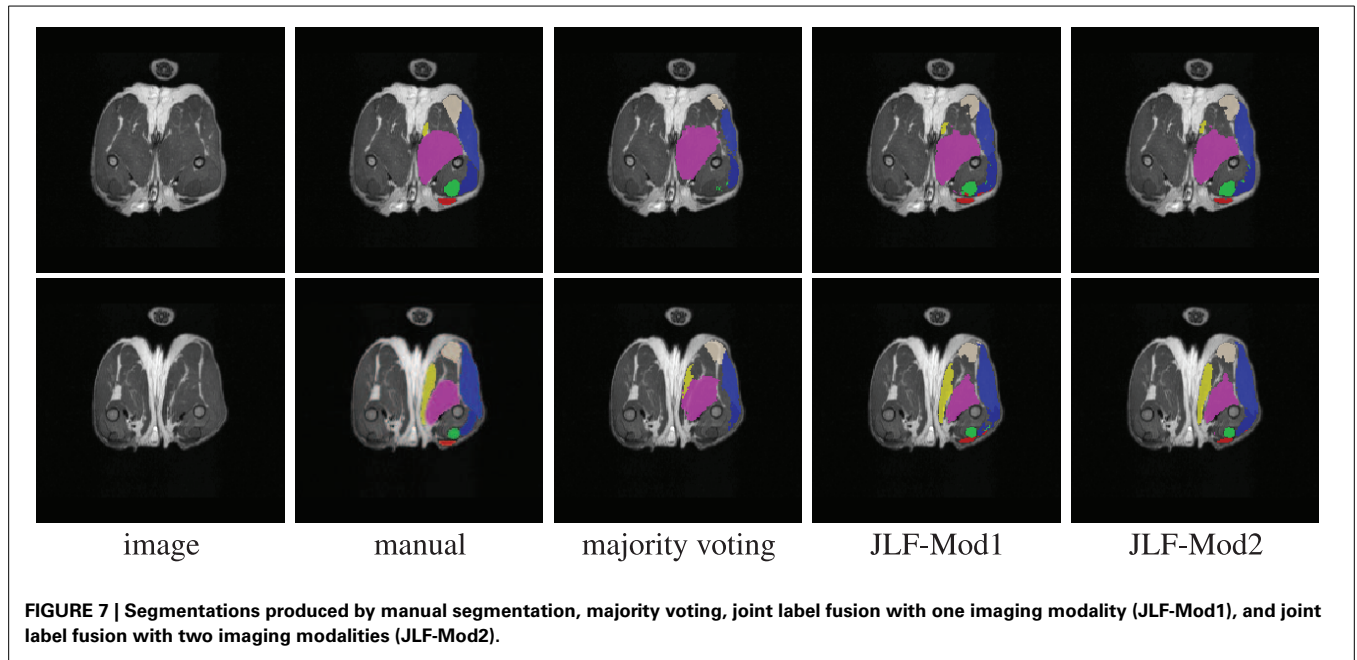 image
manual
majority voting
JLF-Mod1
JLF-Mod2
FIGURE 7 | Segmentations produced by manual segmentation, majority voting, joint label fusion with one imaging modality (JLF-Mod1), and joint
label fusion with two imaging modalities (JLF-Mod2).